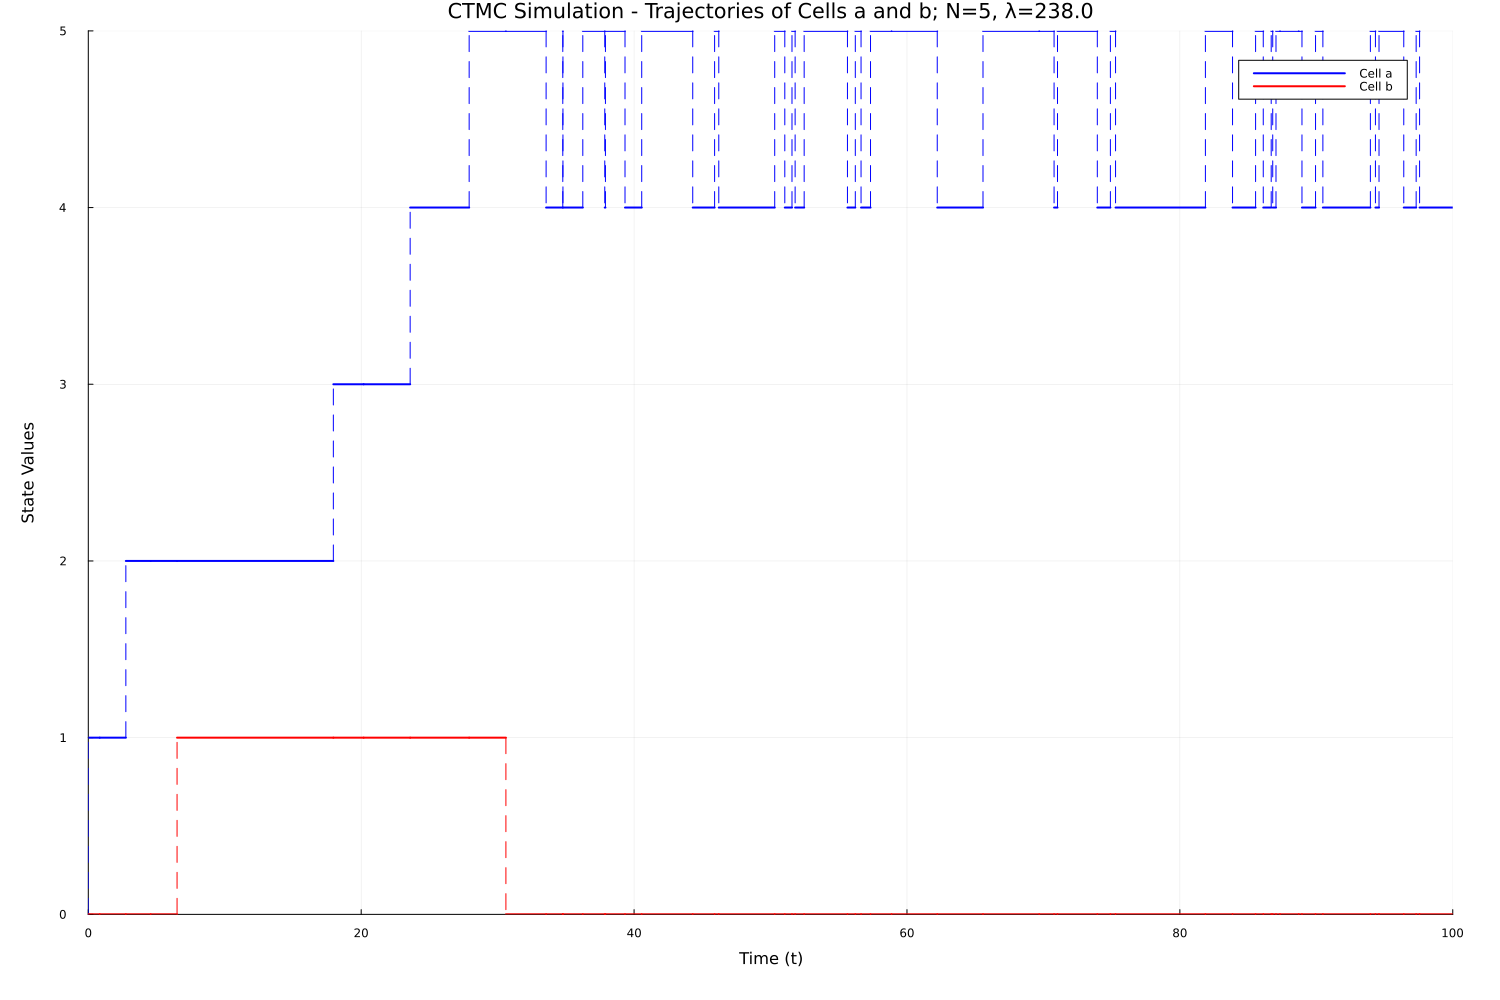 CTMC Simulation - Trajectories of Cells a and b; N=5, λ=238.0
5
Cell a
Cell b
4
3
State Values
2
1
0
0 20 40 60 80 100
Time (t)